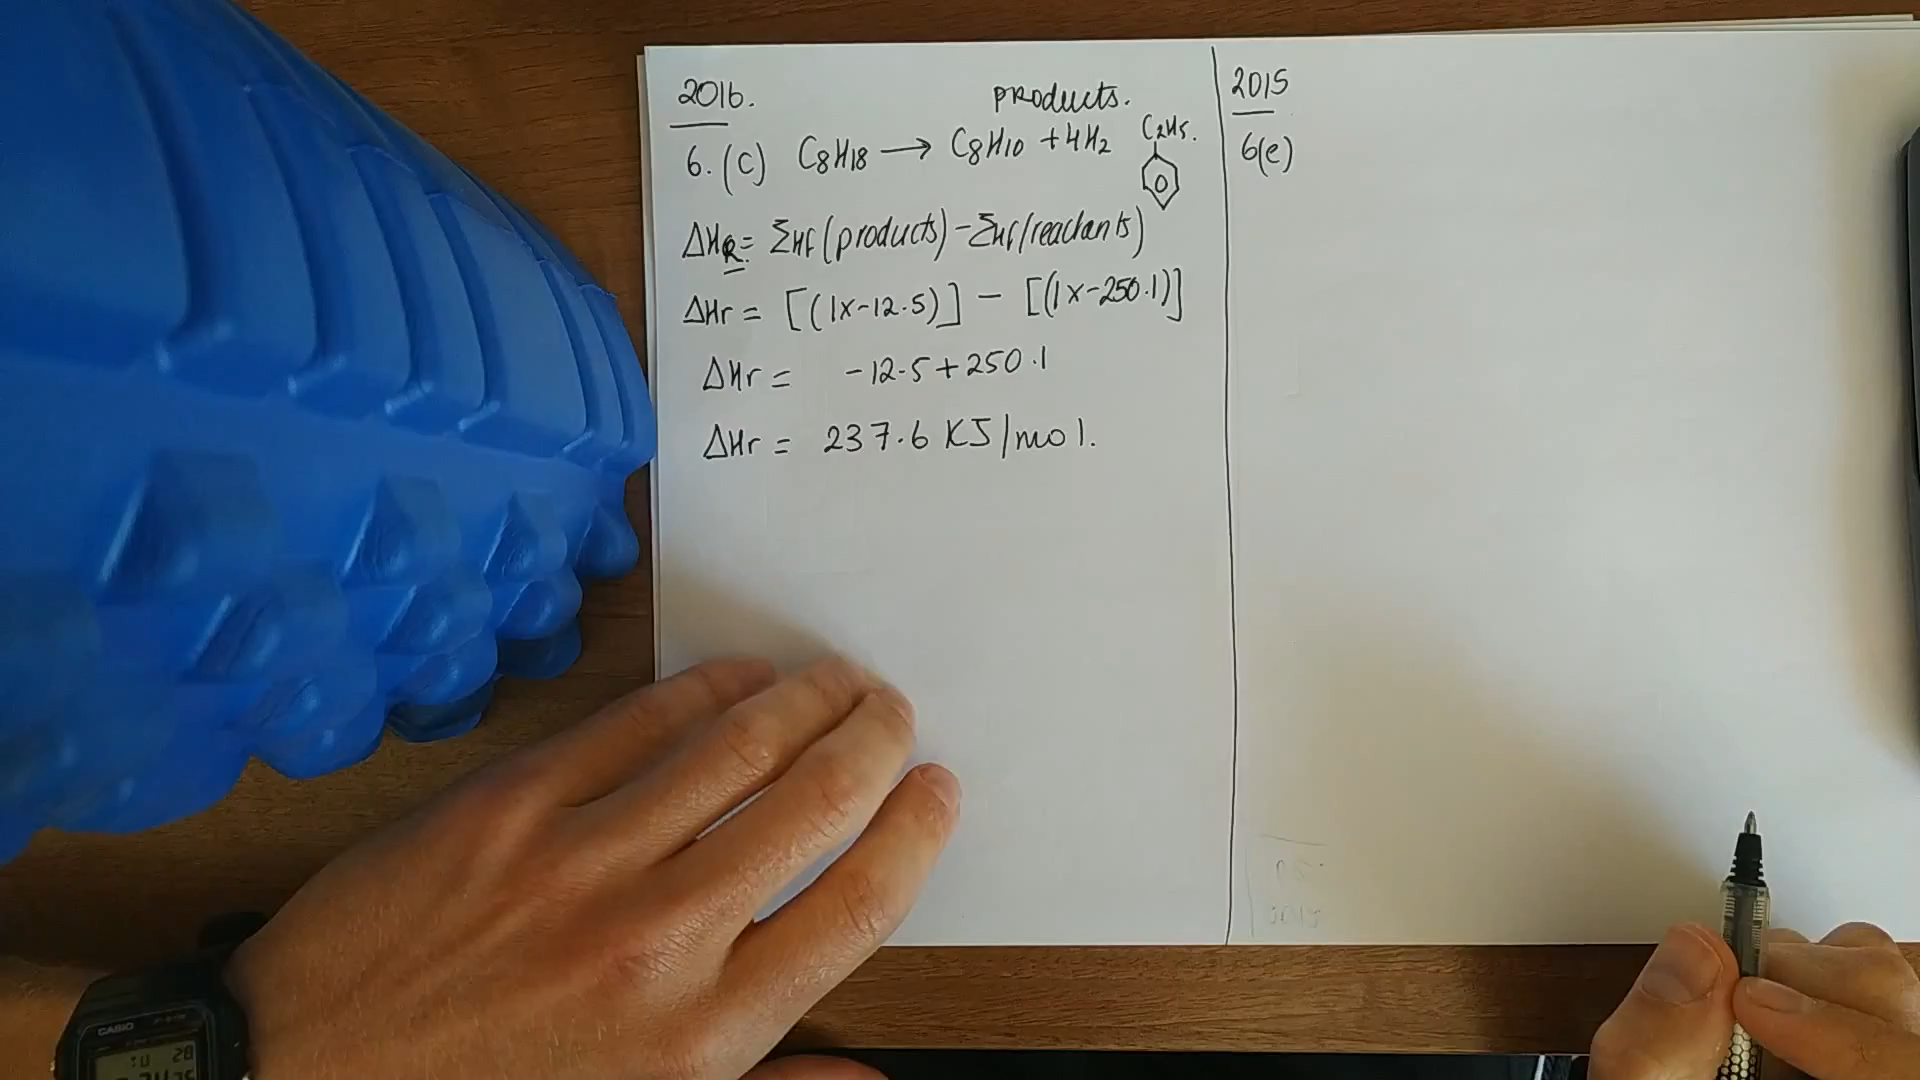 2016.
products.
6. (c) C8H18 → C8H10 + 4H2
C2H5.
ΔHR = ΣHf (products) - ΣHf (reactants)
ΔHr = [(1x-12.5)] - [(1x-250.1)]
ΔHr = -12.5+250.1
ΔHr = 237.6 KJ/mol.
2015
6(e)
CASIO